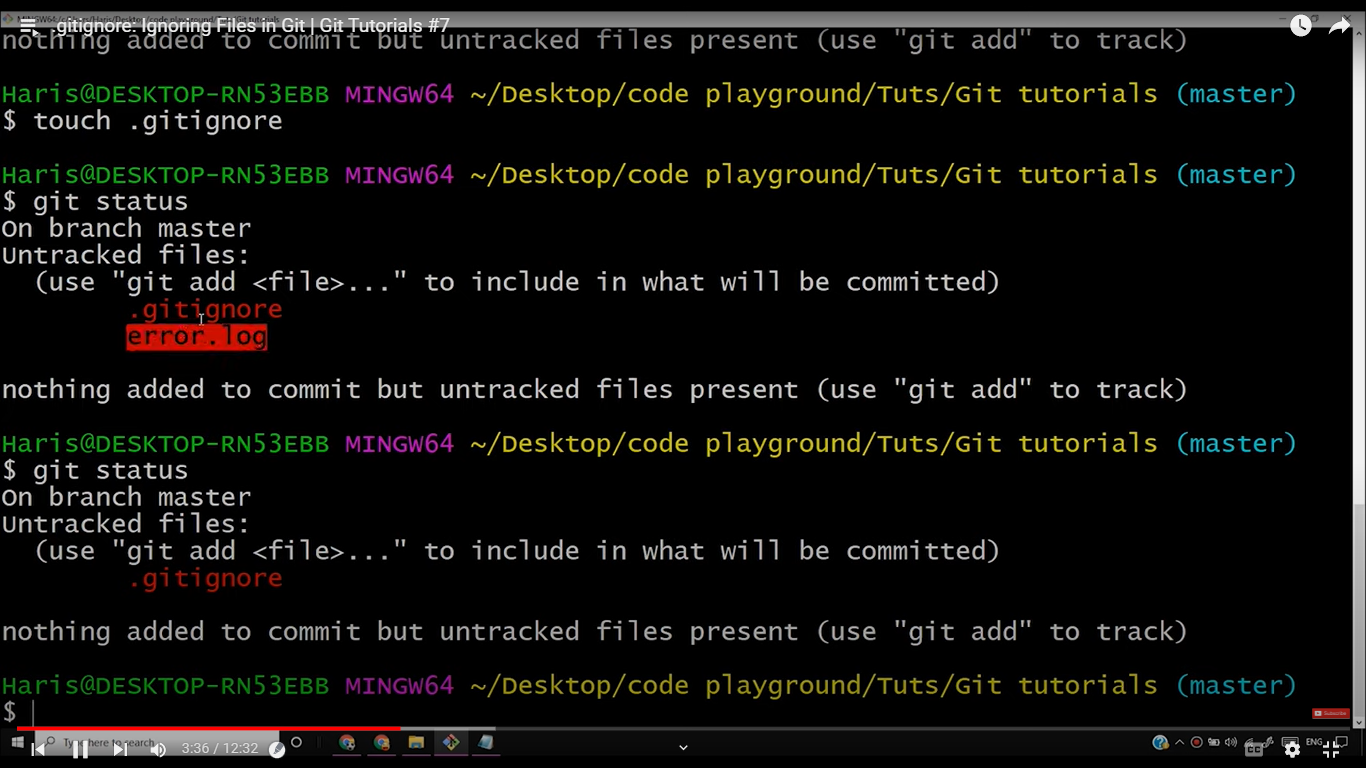 .gitignore: Ignoring Files in Git | Git Tutorials #7
nothing added to commit but untracked files present (use "git add" to track)
Haris@DESKTOP-RN53EBB MINGW64 ~/Desktop/code playground/Tuts/Git tutorials (master)
$ touch .gitignore
Haris@DESKTOP-RN53EBB MINGW64 ~/Desktop/code playground/Tuts/Git tutorials (master)
$ git status
On branch master
Untracked files:
(use "git add <file>..." to include in what will be committed)
.gitignore
error.log
nothing added to commit but untracked files present (use "git add" to track)
Haris@DESKTOP-RN53EBB MINGW64 ~/Desktop/code playground/Tuts/Git tutorials (master)
$ git status
On branch master
Untracked files:
(use "git add <file>..." to include in what will be committed)
.gitignore
nothing added to commit but untracked files present (use "git add" to track)
Haris@DESKTOP-RN53EBB MINGW64 ~/Desktop/code playground/Tuts/Git tutorials (master)
$
Subscribe
Type here to search
3:36 / 12:32
CC
ENG